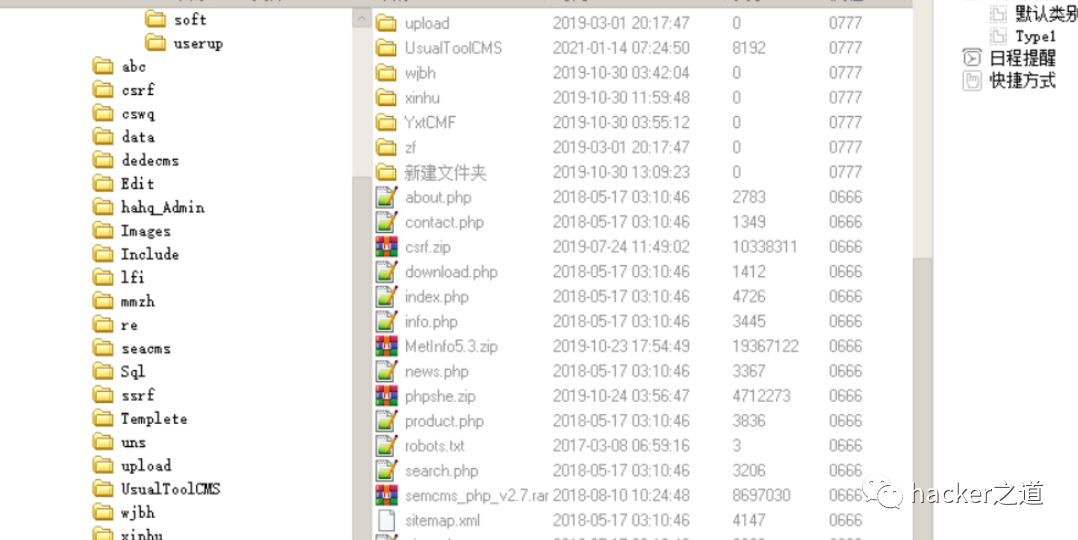 soft
userup
abc
csrf
cswq
data
dedecms
Edit
hahq_Admin
Images
Include
lfi
mmzh
re
seacms
Sql
ssrf
Templete
uns
upload
UsualToolCMS
wjbh
xinhu
upload 2019-03-01 20:17:47 0 0777
UsualToolCMS 2021-01-14 07:24:50 8192 0777
wjbh 2019-10-30 03:42:04 0 0777
xinhu 2019-10-30 11:59:48 0 0777
YxtCMF 2019-10-30 03:55:12 0 0777
zf 2019-03-01 20:17:47 0 0777
新建文件夹 2019-10-30 13:09:23 0 0777
about.php 2018-05-17 03:10:46 2783 0666
contact.php 2018-05-17 03:10:46 1349 0666
csrf.zip 2019-07-24 11:49:02 10338311 0666
download.php 2018-05-17 03:10:46 1412 0666
index.php 2018-05-17 03:10:46 4726 0666
info.php 2018-05-17 03:10:46 3445 0666
MetInfo5.3.zip 2019-10-23 17:54:49 19367122 0666
news.php 2018-05-17 03:10:46 3367 0666
phpshe.zip 2019-10-24 03:56:47 4712273 0666
product.php 2018-05-17 03:10:46 3836 0666
robots.txt 2017-03-08 06:59:16 3 0666
search.php 2018-05-17 03:10:46 3206 0666
semcms_php_v2.7.rar 2018-08-10 10:24:48 8697030 0666
sitemap.xml 2018-05-17 03:10:46 4147 0666
默认类别
Type1
日程提醒
快捷方式
hacker之道